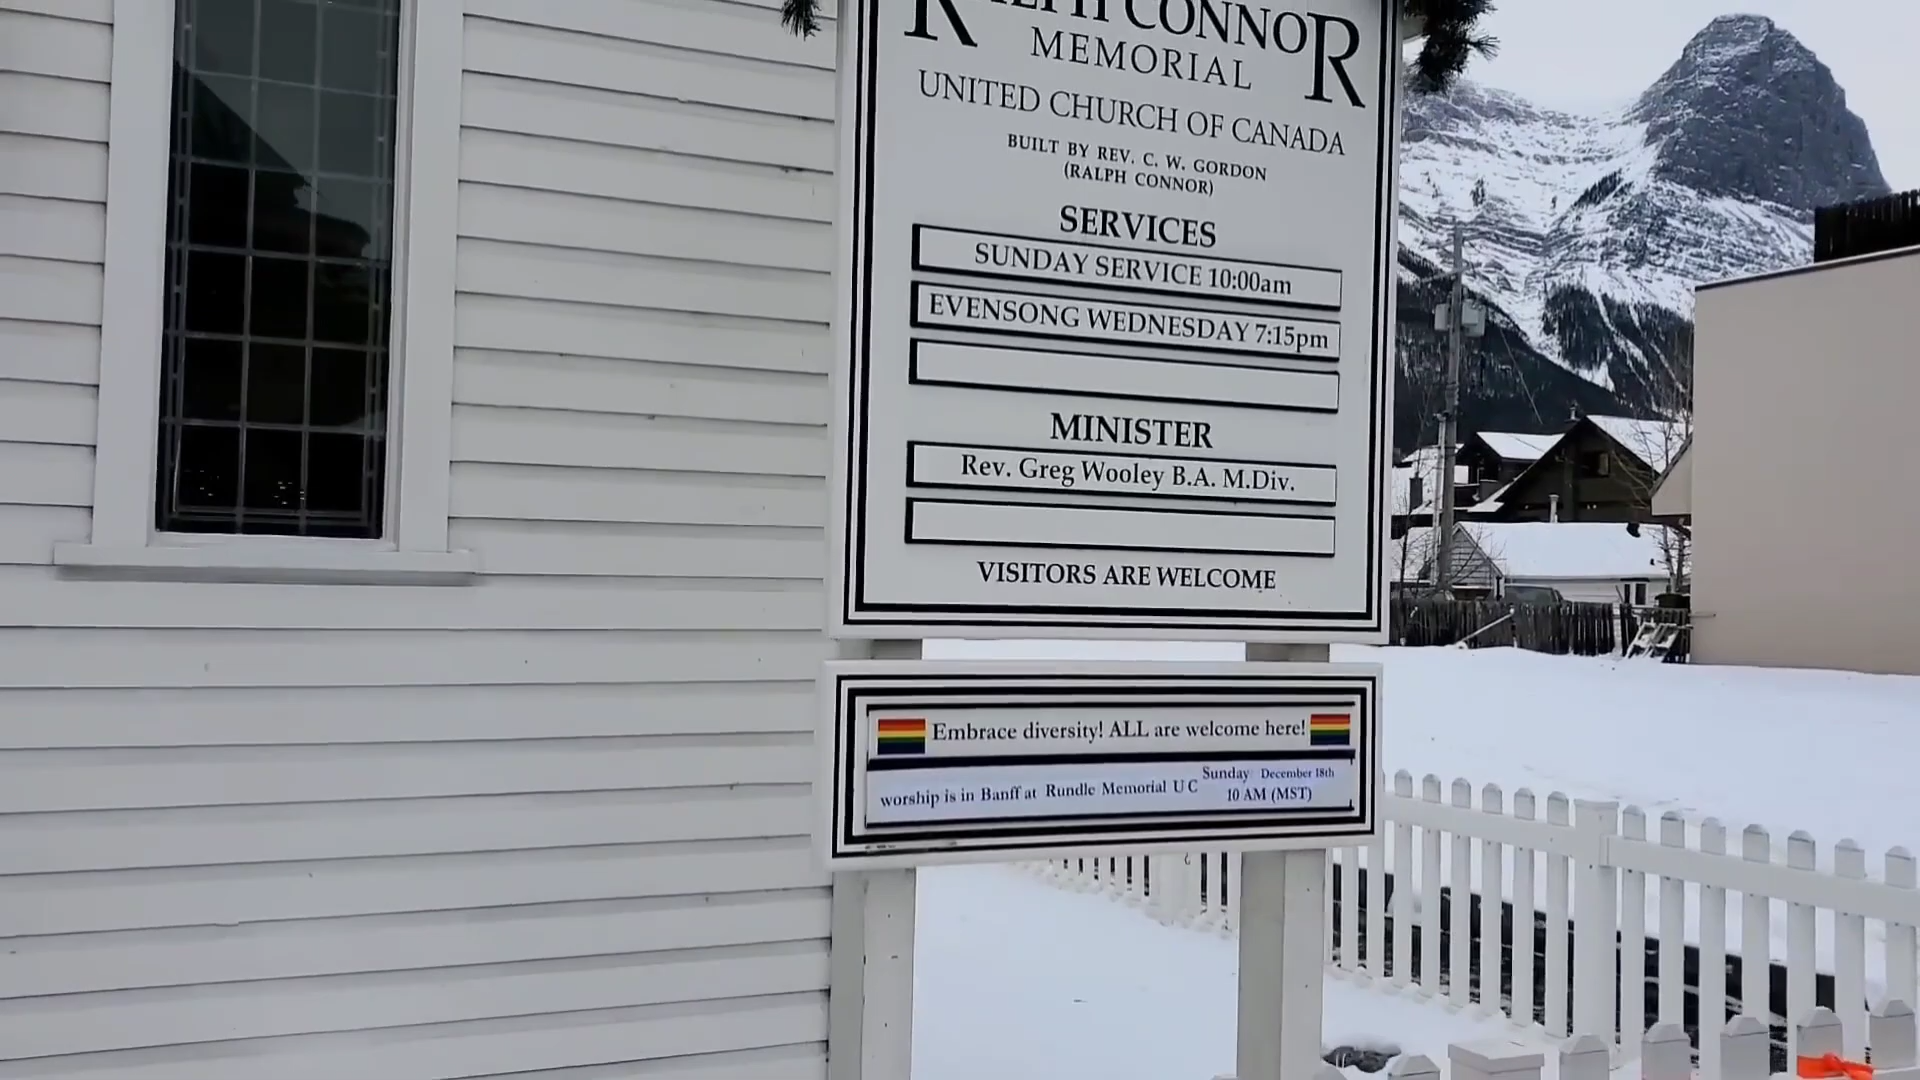 RALPH CONNOR
MEMORIAL
UNITED CHURCH OF CANADA
BUILT BY REV. C. W. GORDON
(RALPH CONNOR)
SERVICES
SUNDAY SERVICE 10:00am
EVENSONG WEDNESDAY 7:15pm
MINISTER
Rev. Greg Wooley B.A. M.Div.
VISITORS ARE WELCOME
Embrace diversity! ALL are welcome here!
worship is in Banff at Rundle Memorial U C Sunday December 18th
10 AM (MST)